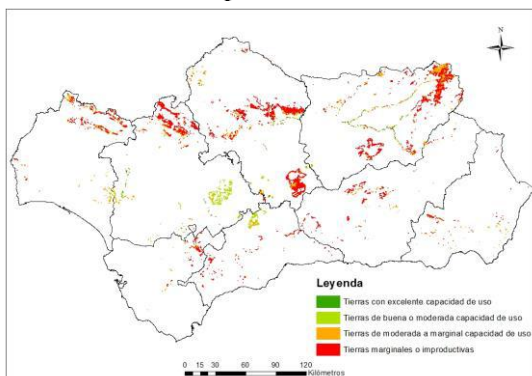 N
Leyenda
Tierras con excelente capacidad de uso
Tierras de buena o moderada capacidad de uso
Tierras de moderada a marginal capacidad de uso
Tierras marginales o improductivas
0 15 30 60 90 120
Kilómetros